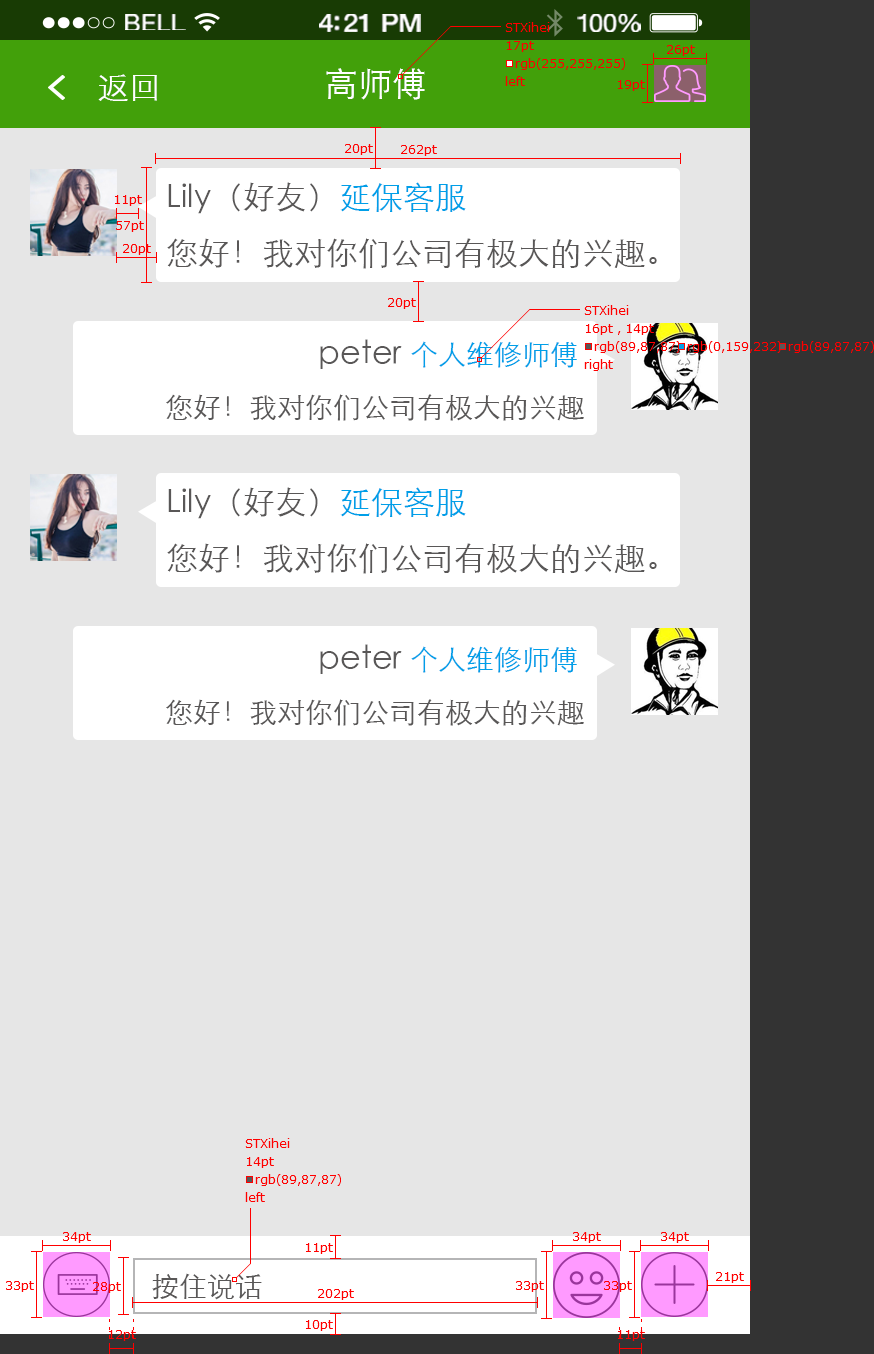 BELL 4:21 PM 100%
STXihei
17pt
rgb(255,255,255)
left
26pt
19pt
返回 高师傅
20pt 262pt
11pt
57pt
20pt
Lily（好友）延保客服
您好！我对你们公司有极大的兴趣。
20pt
STXihei
16pt , 14pt
rgb(89,87,87) rgb(0,159,232) rgb(89,87,87)
right
peter 个人维修师傅
您好！我对你们公司有极大的兴趣
Lily（好友）延保客服
您好！我对你们公司有极大的兴趣。
peter 个人维修师傅
您好！我对你们公司有极大的兴趣
STXihei
14pt
rgb(89,87,87)
left
34pt 11pt 34pt 34pt
33pt 28pt 按住说话 202pt 33pt 33pt 21pt
12pt 10pt 11pt